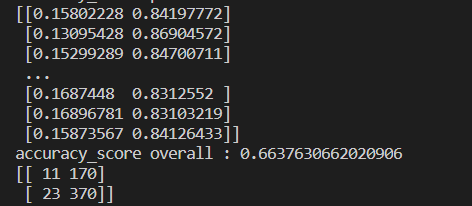 [[0.15802228 0.84197772]
[0.13095428 0.86904572]
[0.15299289 0.84700711]
...
[0.1687448  0.8312552 ]
[0.16896781 0.83103219]
[0.15873567 0.84126433]]
accuracy_score overall : 0.6637630662020906
[[ 11 170]
[ 23 370]]